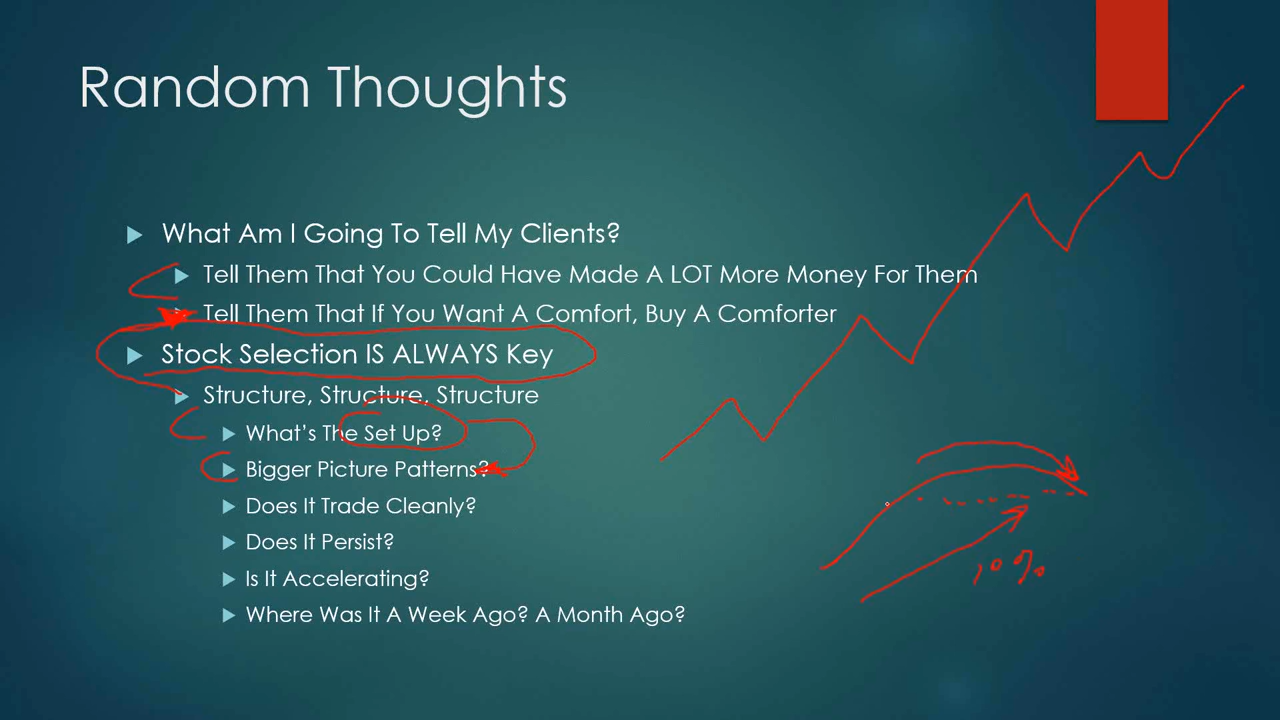 Random Thoughts
What Am I Going To Tell My Clients?
Tell Them That You Could Have Made A LOT More Money For Them
Tell Them That If You Want A Comfort, Buy A Comforter
Stock Selection IS ALWAYS Key
Structure, Structure, Structure
What's The Set Up?
Bigger Picture Patterns?
Does It Trade Cleanly?
Does It Persist?
Is It Accelerating?
Where Was It A Week Ago? A Month Ago?
10%